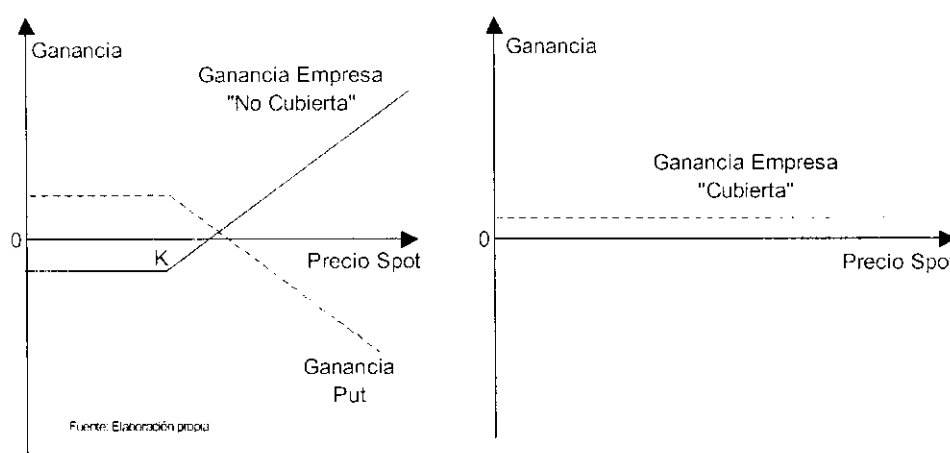 Ganancia
Ganancia Empresa
"No Cubierta"
0
K
Precio Spot
Ganancia
Put
Fuente: Elaboración propia
Ganancia
Ganancia Empresa
"Cubierta"
0
Precio Spo